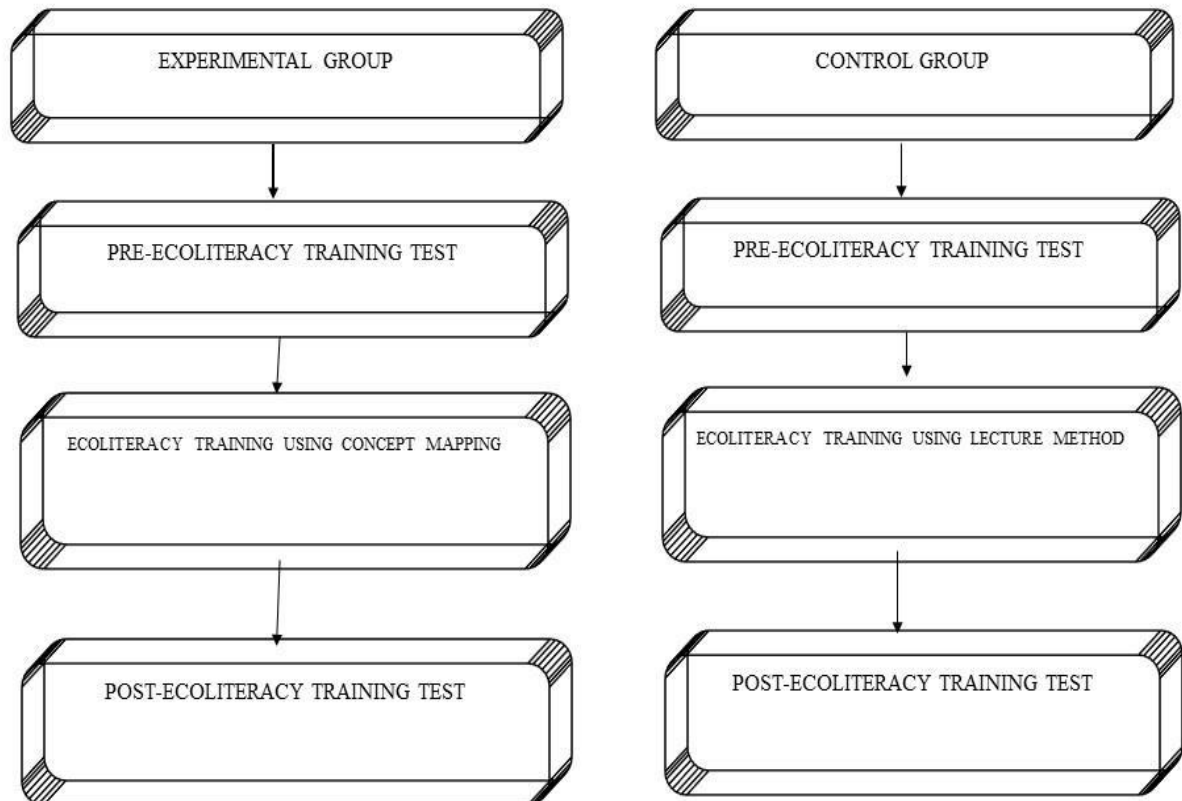 EXPERIMENTAL GROUP
CONTROL GROUP
PRE-ECOLITERACY TRAINING TEST
PRE-ECOLITERACY TRAINING TEST
ECOLITERACY TRAINING USING CONCEPT MAPPING
ECOLITERACY TRAINING USING LECTURE METHOD
POST-ECOLITERACY TRAINING TEST
POST-ECOLITERACY TRAINING TEST